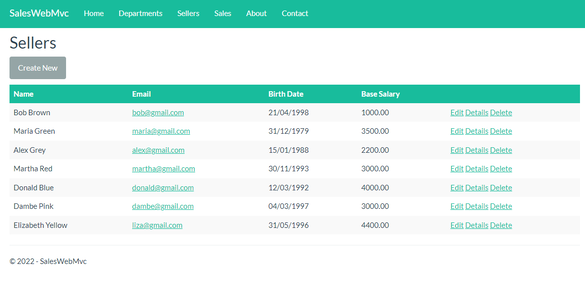 SalesWebMvc Home Departments Sellers Sales About Contact
Sellers
Create New
Name Email Birth Date Base Salary
Bob Brown bob@gmail.com 21/04/1998 1000.00 Edit Details Delete
Maria Green maria@gmail.com 31/12/1979 3500.00 Edit Details Delete
Alex Grey alex@gmail.com 15/01/1988 2200.00 Edit Details Delete
Martha Red martha@gmail.com 30/11/1993 3000.00 Edit Details Delete
Donald Blue donald@gmail.com 12/03/1992 4000.00 Edit Details Delete
Dambe Pink dambe@gmail.com 04/03/1997 3000.00 Edit Details Delete
Elizabeth Yellow liza@gmail.com 31/05/1996 4400.00 Edit Details Delete
© 2022 - SalesWebMvc